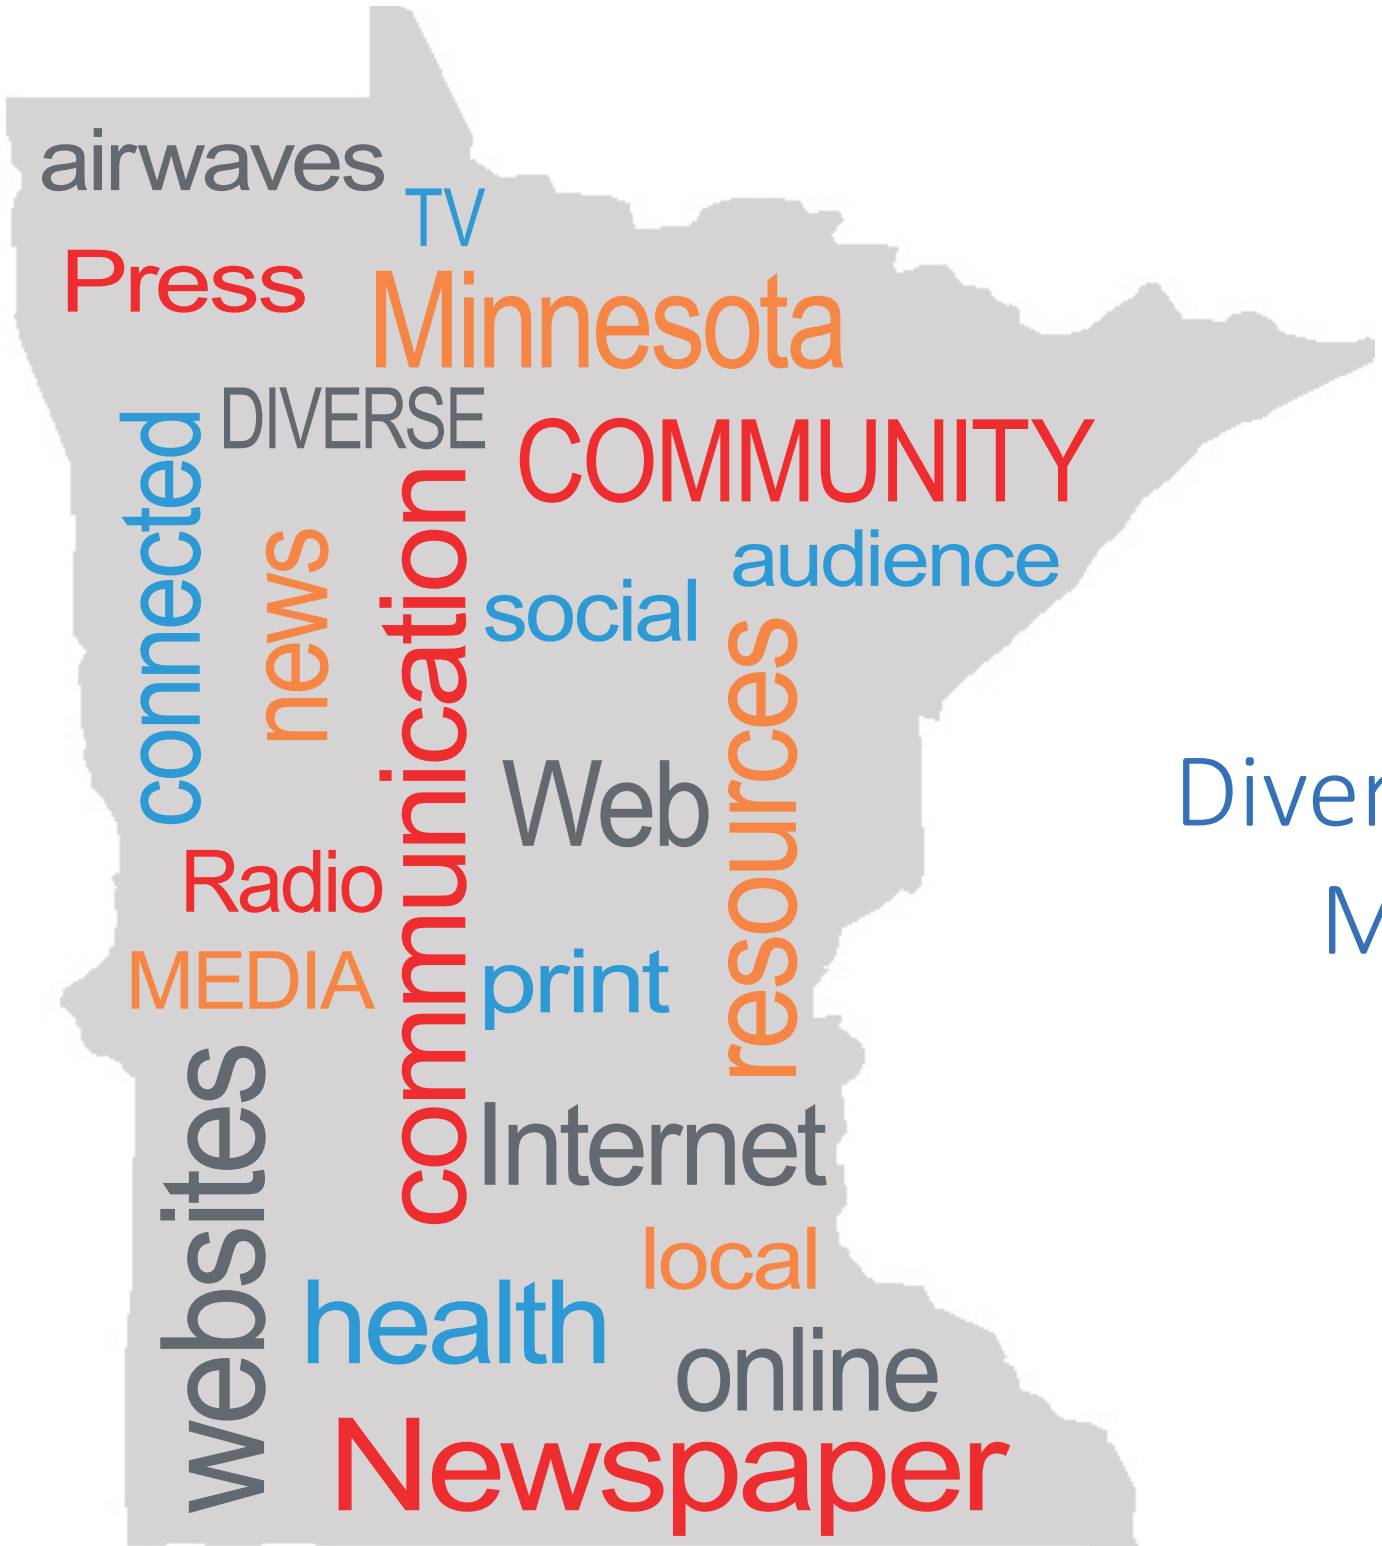 airwaves
TV
Press
Minnesota
DIVERSE
COMMUNITY
connected
news
communication
audience
social
resources
Web
Radio
MEDIA
print
websites
Internet
local
health
online
Newspaper
Diver
M